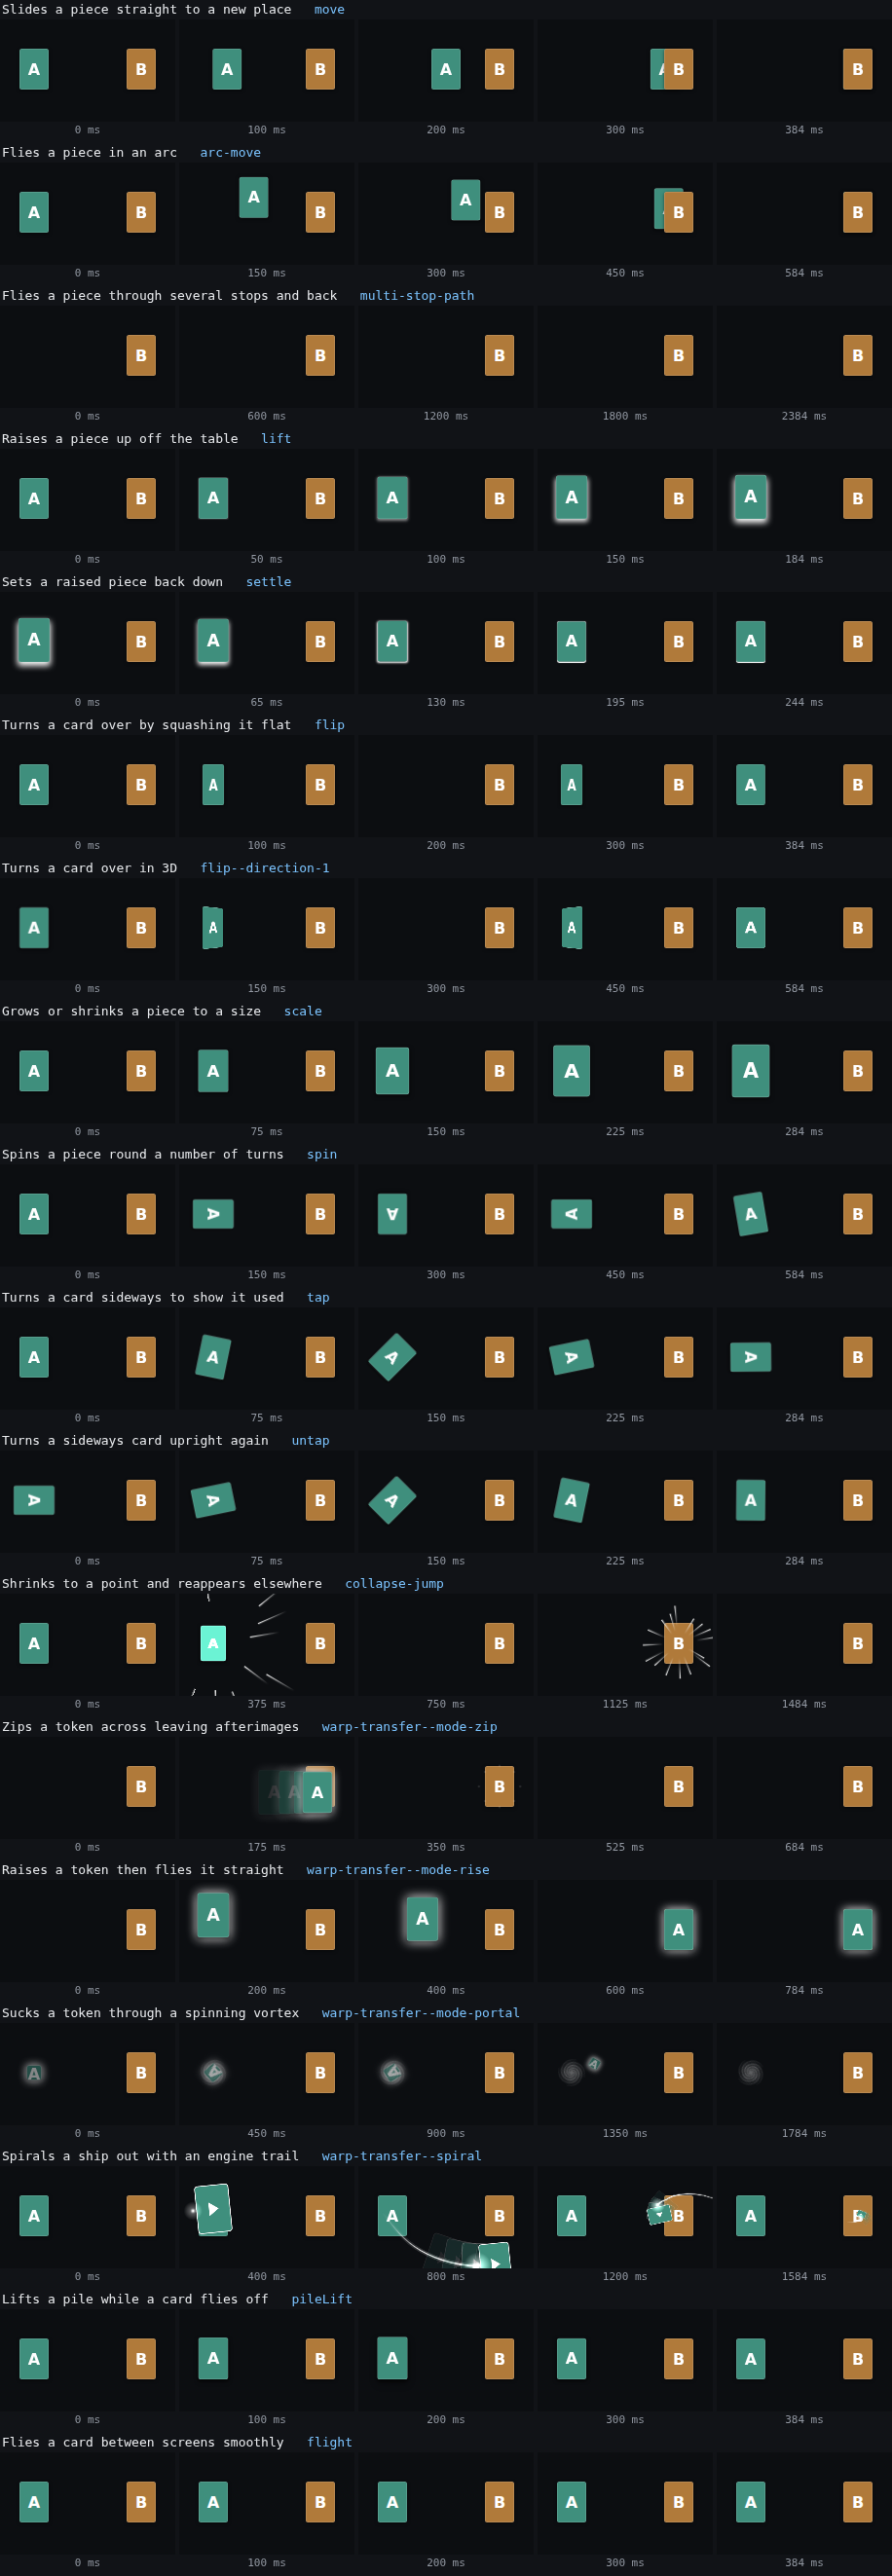 Slides a piece straight to a new place move
A B A B A B A B B
0 ms 100 ms 200 ms 300 ms 384 ms
Flies a piece in an arc arc-move
A B A B A B B B
0 ms 150 ms 300 ms 450 ms 584 ms
Flies a piece through several stops and back multi-stop-path
B B B B B
0 ms 600 ms 1200 ms 1800 ms 2384 ms
Raises a piece up off the table lift
A B A B A B A B A B
0 ms 50 ms 100 ms 150 ms 184 ms
Sets a raised piece back down settle
A B A B A B A B A B
0 ms 65 ms 130 ms 195 ms 244 ms
Turns a card over by squashing it flat flip
A B A B B A B A B
0 ms 100 ms 200 ms 300 ms 384 ms
Turns a card over in 3D flip--direction-1
A B A B B A B A B
0 ms 150 ms 300 ms 450 ms 584 ms
Grows or shrinks a piece to a size scale
A B A B A B A B A B
0 ms 75 ms 150 ms 225 ms 284 ms
Spins a piece round a number of turns spin
A B A B A B A B A B
0 ms 150 ms 300 ms 450 ms 584 ms
Turns a card sideways to show it used tap
A B A B A B A B A B
0 ms 75 ms 150 ms 225 ms 284 ms
Turns a sideways card upright again untap
A B A B A B A B A B
0 ms 75 ms 150 ms 225 ms 284 ms
Shrinks to a point and reappears elsewhere collapse-jump
A B A B B B B
0 ms 375 ms 750 ms 1125 ms 1484 ms
Zips a token across leaving afterimages warp-transfer--mode-zip
B A A A B B B
0 ms 175 ms 350 ms 525 ms 684 ms
Raises a token then flies it straight warp-transfer--mode-rise
B A B A B A A
0 ms 200 ms 400 ms 600 ms 784 ms
Sucks a token through a spinning vortex warp-transfer--mode-portal
A B A B A B A B B
0 ms 450 ms 900 ms 1350 ms 1784 ms
Spirals a ship out with an engine trail warp-transfer--spiral
A B B A B A B A B
0 ms 400 ms 800 ms 1200 ms 1584 ms
Lifts a pile while a card flies off pileLift
A B A B A B A B A B
0 ms 100 ms 200 ms 300 ms 384 ms
Flies a card between screens smoothly flight
A B A B A B A B A B
0 ms 100 ms 200 ms 300 ms 384 ms